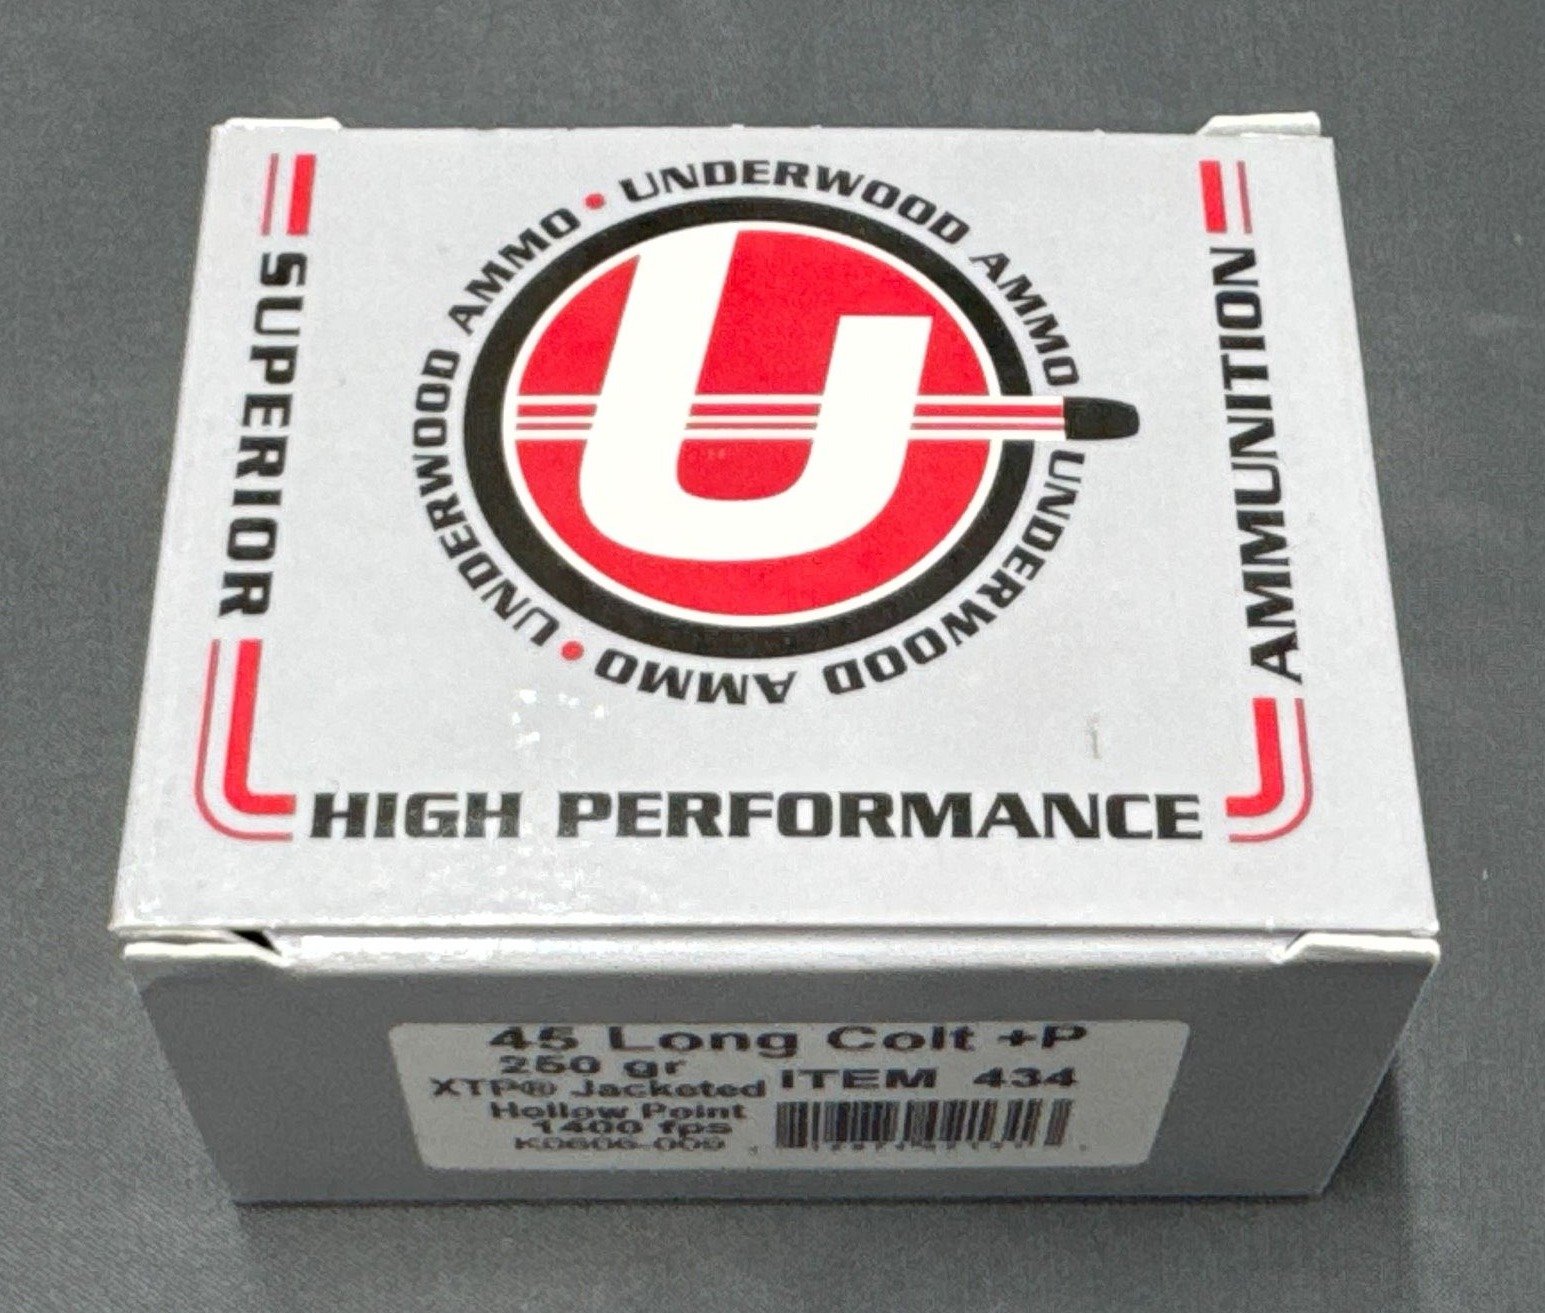 UNDERWOOD AMMO • UNDERWOOD AMMO
UNDERWOOD AMMO • UNDERWOOD AMMO
U
SUPERIOR
HIGH PERFORMANCE
AMMUNITION
45 Long Colt +P
250 gr
XTP® Jacketed
Hollow Point
1400 fps
ITEM 434